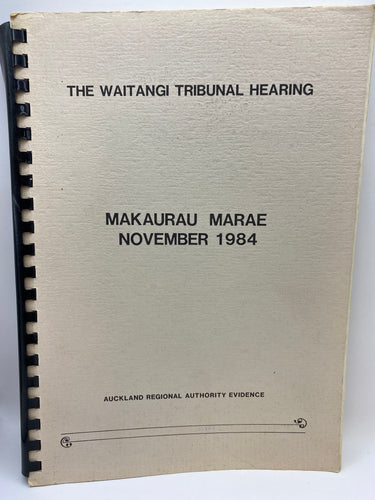 THE WAITANGI TRIBUNAL HEARING
MAKAURAU MARAE
NOVEMBER 1984
AUCKLAND REGIONAL AUTHORITY EVIDENCE